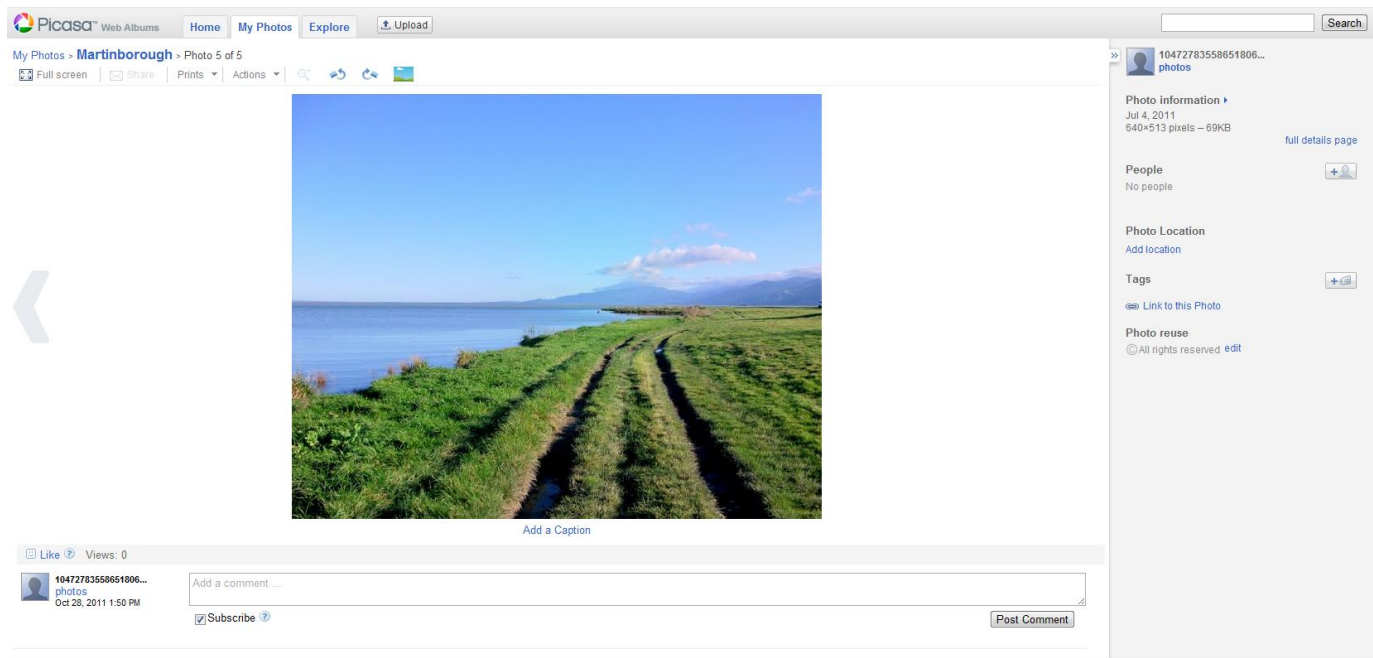 Picasa™ Web Albums Home My Photos Explore Upload Search
My Photos > Martinborough > Photo 5 of 5
Full screen Share Prints Actions
Add a Caption
Like ? Views: 0
10472783558651806...
photos
Oct 28, 2011 1:50 PM
Add a comment ...
Subscribe ?
Post Comment
»
10472783558651806...
photos
Photo information
Jul 4, 2011
640×513 pixels – 69KB
full details page
People
No people
Photo Location
Add location
Tags
Link to this Photo
Photo reuse
©All rights reserved edit